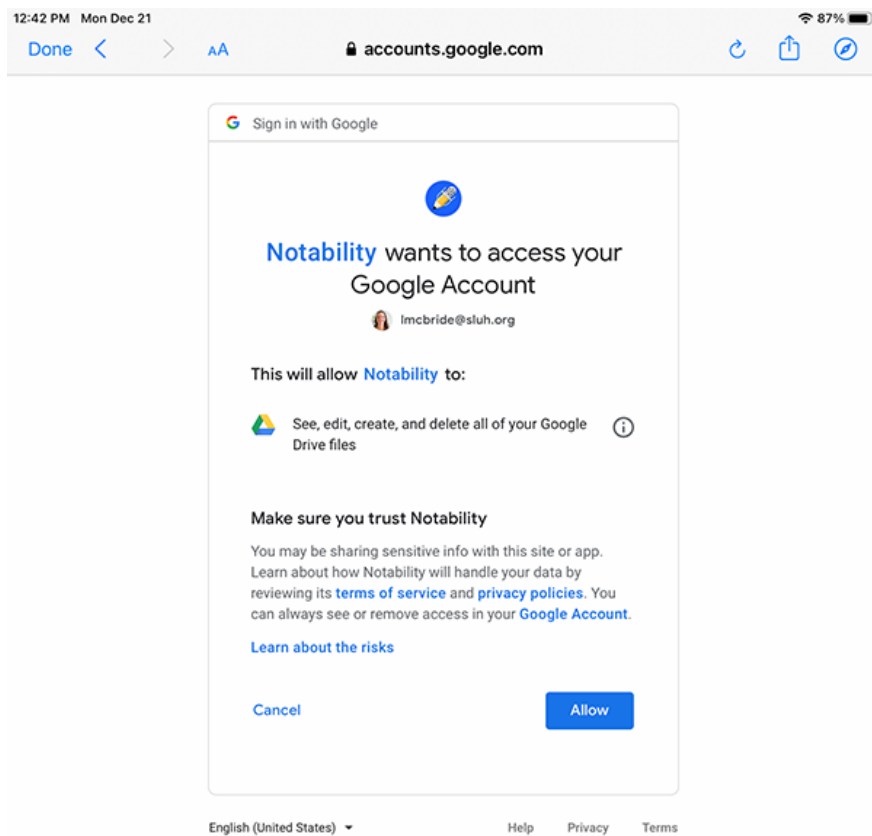 12:42 PM Mon Dec 21 87%
Done AA accounts.google.com
G Sign in with Google
Notability wants to access your
Google Account
lmcbride@sluh.org
This will allow Notability to:
See, edit, create, and delete all of your Google
Drive files
Make sure you trust Notability
You may be sharing sensitive info with this site or app.
Learn about how Notability will handle your data by
reviewing its terms of service and privacy policies. You
can always see or remove access in your Google Account.
Learn about the risks
Cancel Allow
English (United States) Help Privacy Terms